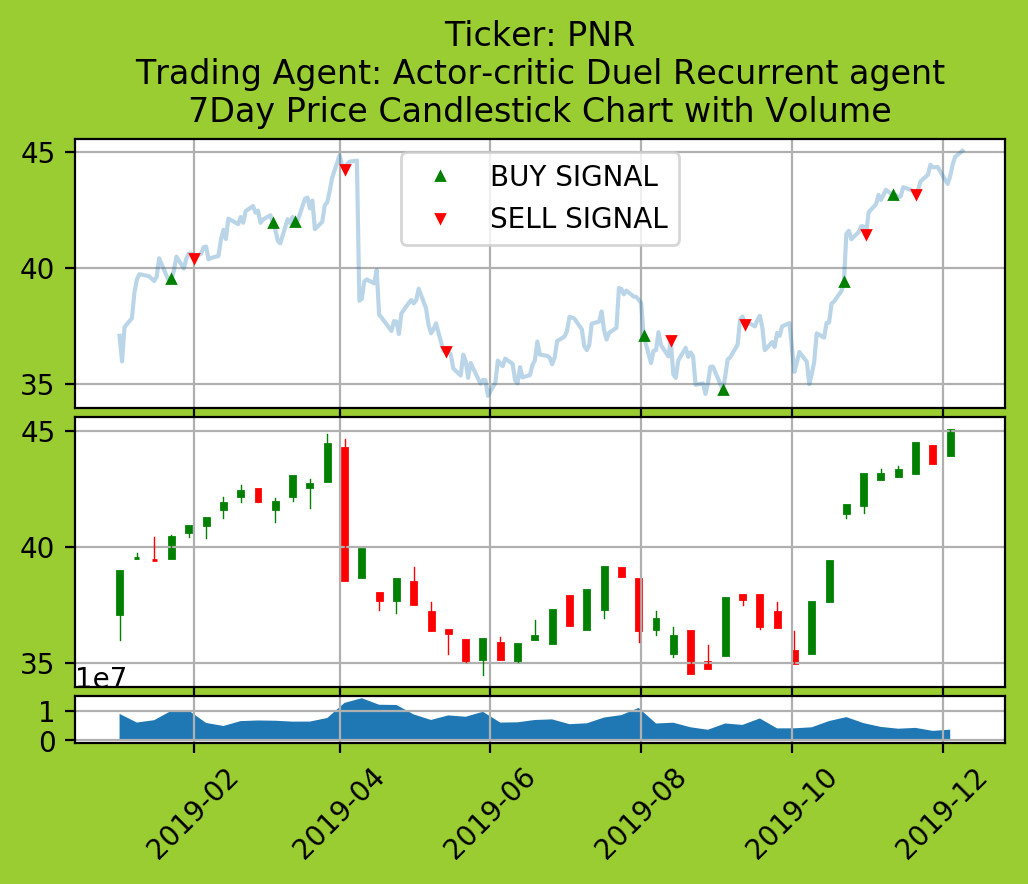 Ticker: PNR
Trading Agent: Actor-critic Duel Recurrent agent
7Day Price Candlestick Chart with Volume
45
40
35
BUY SIGNAL
SELL SIGNAL
45
40
35
1e7
1
0
2019-02
2019-04
2019-06
2019-08
2019-10
2019-12